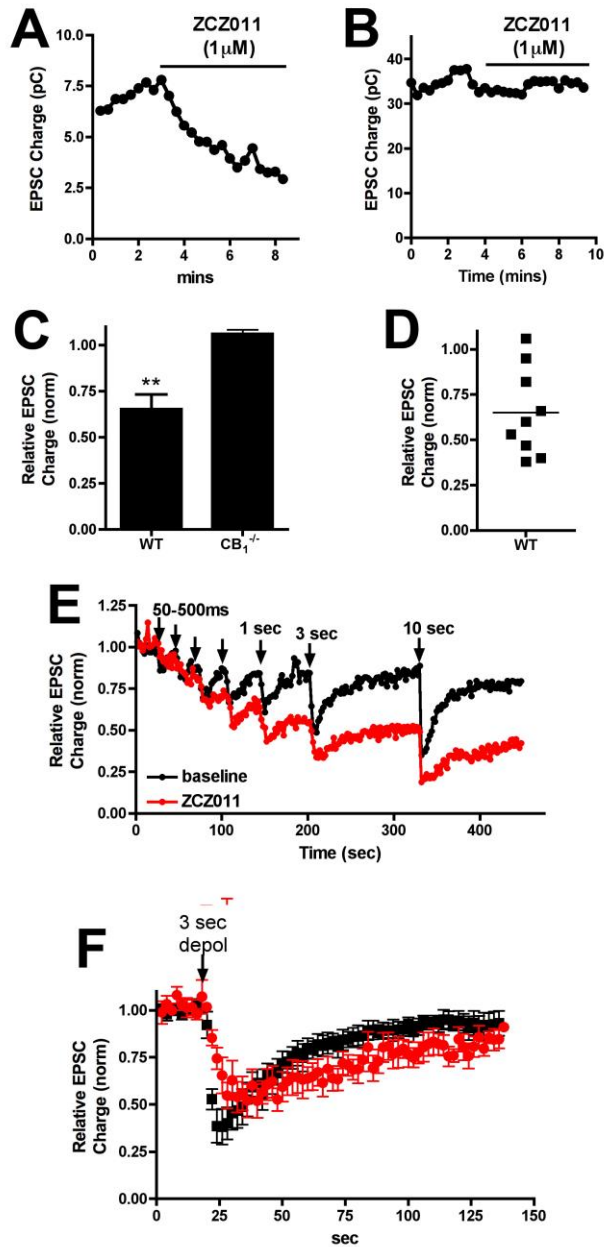 A
ZCZ011
(1μM)
EPSC Charge (pC)
10.0
7.5
5.0
2.5
0.0
0 2 4 6 8
mins
B
ZCZ011
(1μM)
EPSC Charge (pC)
40
30
20
10
0
0 2 4 6 8 10
Time (mins)
C
Relative EPSC
Charge (norm)
1.00
0.75
0.50
0.25
0.00
**
WT CB1-/-
D
Relative EPSC
Charge (norm)
1.00
0.75
0.50
0.25
0.00
WT
E
Relative EPSC
Charge (norm)
1.25
1.00
0.75
0.50
0.25
0.00
50-500ms
1 sec
3 sec
10 sec
baseline
ZCZ011
0 100 200 300 400
Time (sec)
F
3 sec
depol
Relative EPSC
Charge (norm)
1.00
0.75
0.50
0.25
0.00
0 25 50 75 100 125 150
sec